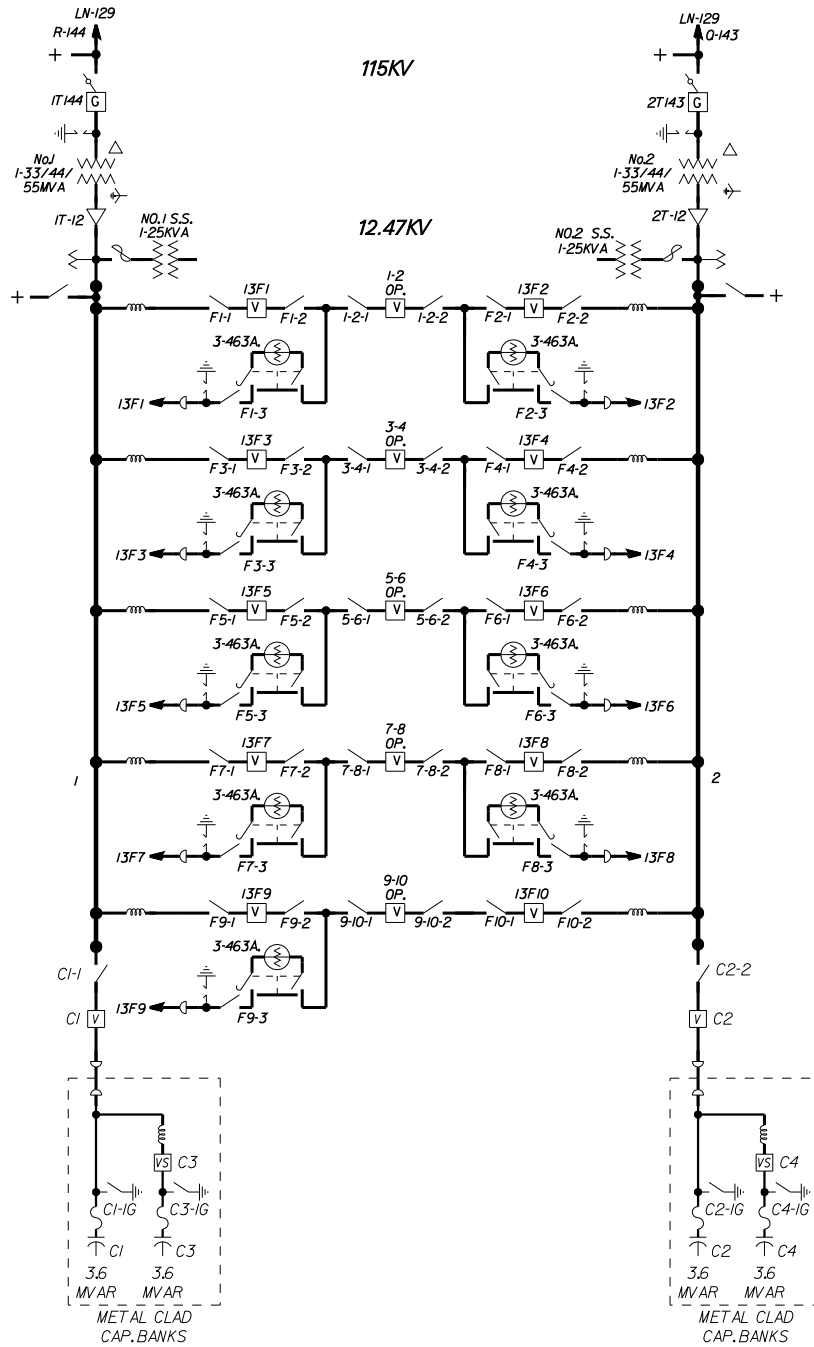 LN-129
R-144
LN-129
Q-143
115KV
+
+
1T144
G
2T143
G
No.1
1-33/44/
55MVA
No.2
1-33/44/
55MVA
1T-12
2T-12
NO.1 S.S.
1-25KVA
12.47KV
NO.2 S.S.
1-25KVA
+
+
13F1
1-2
OP.
13F2
V
V
V
F1-1
F1-2
1-2-1
1-2-2
F2-1
F2-2
3-463A.
3-463A.
13F1
F1-3
F2-3
13F2
13F3
3-4
OP.
13F4
V
V
V
F3-1
F3-2
3-4-1
3-4-2
F4-1
F4-2
3-463A.
3-463A.
13F3
F3-3
F4-3
13F4
13F5
5-6
OP.
13F6
V
V
V
F5-1
F5-2
5-6-1
5-6-2
F6-1
F6-2
3-463A.
3-463A.
13F5
F5-3
F6-3
13F6
13F7
7-8
OP.
13F8
V
V
V
F7-1
F7-2
7-8-1
7-8-2
F8-1
F8-2
1
2
3-463A.
3-463A.
13F7
F7-3
F8-3
13F8
13F9
9-10
OP.
13F10
V
V
V
F9-1
F9-2
9-10-1
9-10-2
F10-1
F10-2
3-463A.
C1-1
C2-2
13F9
F9-3
C1
V
V
C2
VS
C3
VS
C4
C1-1G
C3-1G
C2-1G
C4-1G
C1
C3
C2
C4
3.6
MVAR
3.6
MVAR
3.6
MVAR
3.6
MVAR
METAL CLAD
CAP.BANKS
METAL CLAD
CAP.BANKS